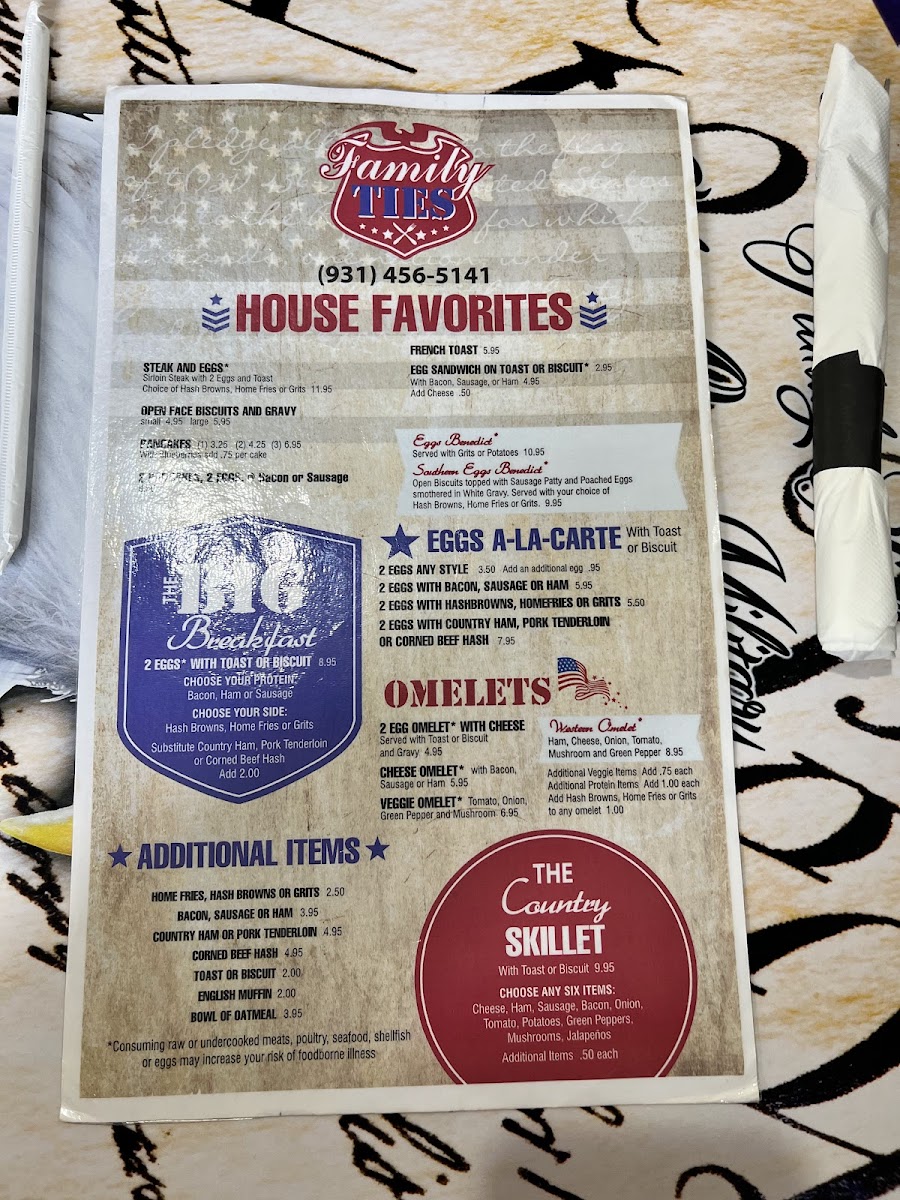 I pledge all
the flag
of
ted States
and to the
for which
under
Family
TIES
(931) 456-5141
HOUSE FAVORITES
STEAK AND EGGS*
Sirloin Steak with 2 Eggs and Toast
Choice of Hash Browns, Home Fries or Grits 11.95
OPEN FACE BISCUITS AND GRAVY
small 4.95 large 5.95
PANCAKES (1) 3.25 (2) 4.25 (3) 6.95
With Blueberries add .75 per cake
2 EGGS, Bacon or Sausage
FRENCH TOAST 5.95
EGG SANDWICH ON TOAST OR BISCUIT* 2.95
With Bacon, Sausage, or Ham 4.95
Add Cheese .50
Eggs Benedict*
Served with Grits or Potatoes 10.95
Southern Eggs Benedict*
Open Biscuits topped with Sausage Patty and Poached Eggs
smothered in White Gravy. Served with your choice of
Hash Browns, Home Fries or Grits. 9.95
THE BIG
Breakfast
2 EGGS* WITH TOAST OR BISCUIT 8.95
CHOOSE YOUR PROTEIN:
Bacon, Ham or Sausage
CHOOSE YOUR SIDE:
Hash Browns, Home Fries or Grits
Substitute Country Ham, Pork Tenderloin
or Corned Beef Hash
Add 2.00
EGGS A-LA-CARTE With Toast
or Biscuit
2 EGGS ANY STYLE 3.50 Add an additional egg .95
2 EGGS WITH BACON, SAUSAGE OR HAM 5.95
2 EGGS WITH HASHBROWNS, HOMEFRIES OR GRITS 5.50
2 EGGS WITH COUNTRY HAM, PORK TENDERLOIN
OR CORNED BEEF HASH 7.95
OMELETS
2 EGG OMELET* WITH CHEESE
Served with Toast or Biscuit
and Gravy 4.95
CHEESE OMELET* with Bacon,
Sausage or Ham 5.95
VEGGIE OMELET* Tomato, Onion,
Green Pepper and Mushroom 6.95
Western Omelet*
Ham, Cheese, Onion, Tomato,
Mushroom and Green Pepper 8.95
Additional Veggie Items Add .75 each
Additional Protein Items Add 1.00 each
Add Hash Browns, Home Fries or Grits
to any omelet 1.00
ADDITIONAL ITEMS
HOME FRIES, HASH BROWNS OR GRITS 2.50
BACON, SAUSAGE OR HAM 3.95
COUNTRY HAM OR PORK TENDERLOIN 4.95
CORNED BEEF HASH 4.95
TOAST OR BISCUIT 2.00
ENGLISH MUFFIN 2.00
BOWL OF OATMEAL 3.95
*Consuming raw or undercooked meats, poultry, seafood, shellfish
or eggs may increase your risk of foodborne illness
THE
Country
SKILLET
With Toast or Biscuit 9.95
CHOOSE ANY SIX ITEMS:
Cheese, Ham, Sausage, Bacon, Onion,
Tomato, Potatoes, Green Peppers,
Mushrooms, Jalapeños
Additional Items .50 each